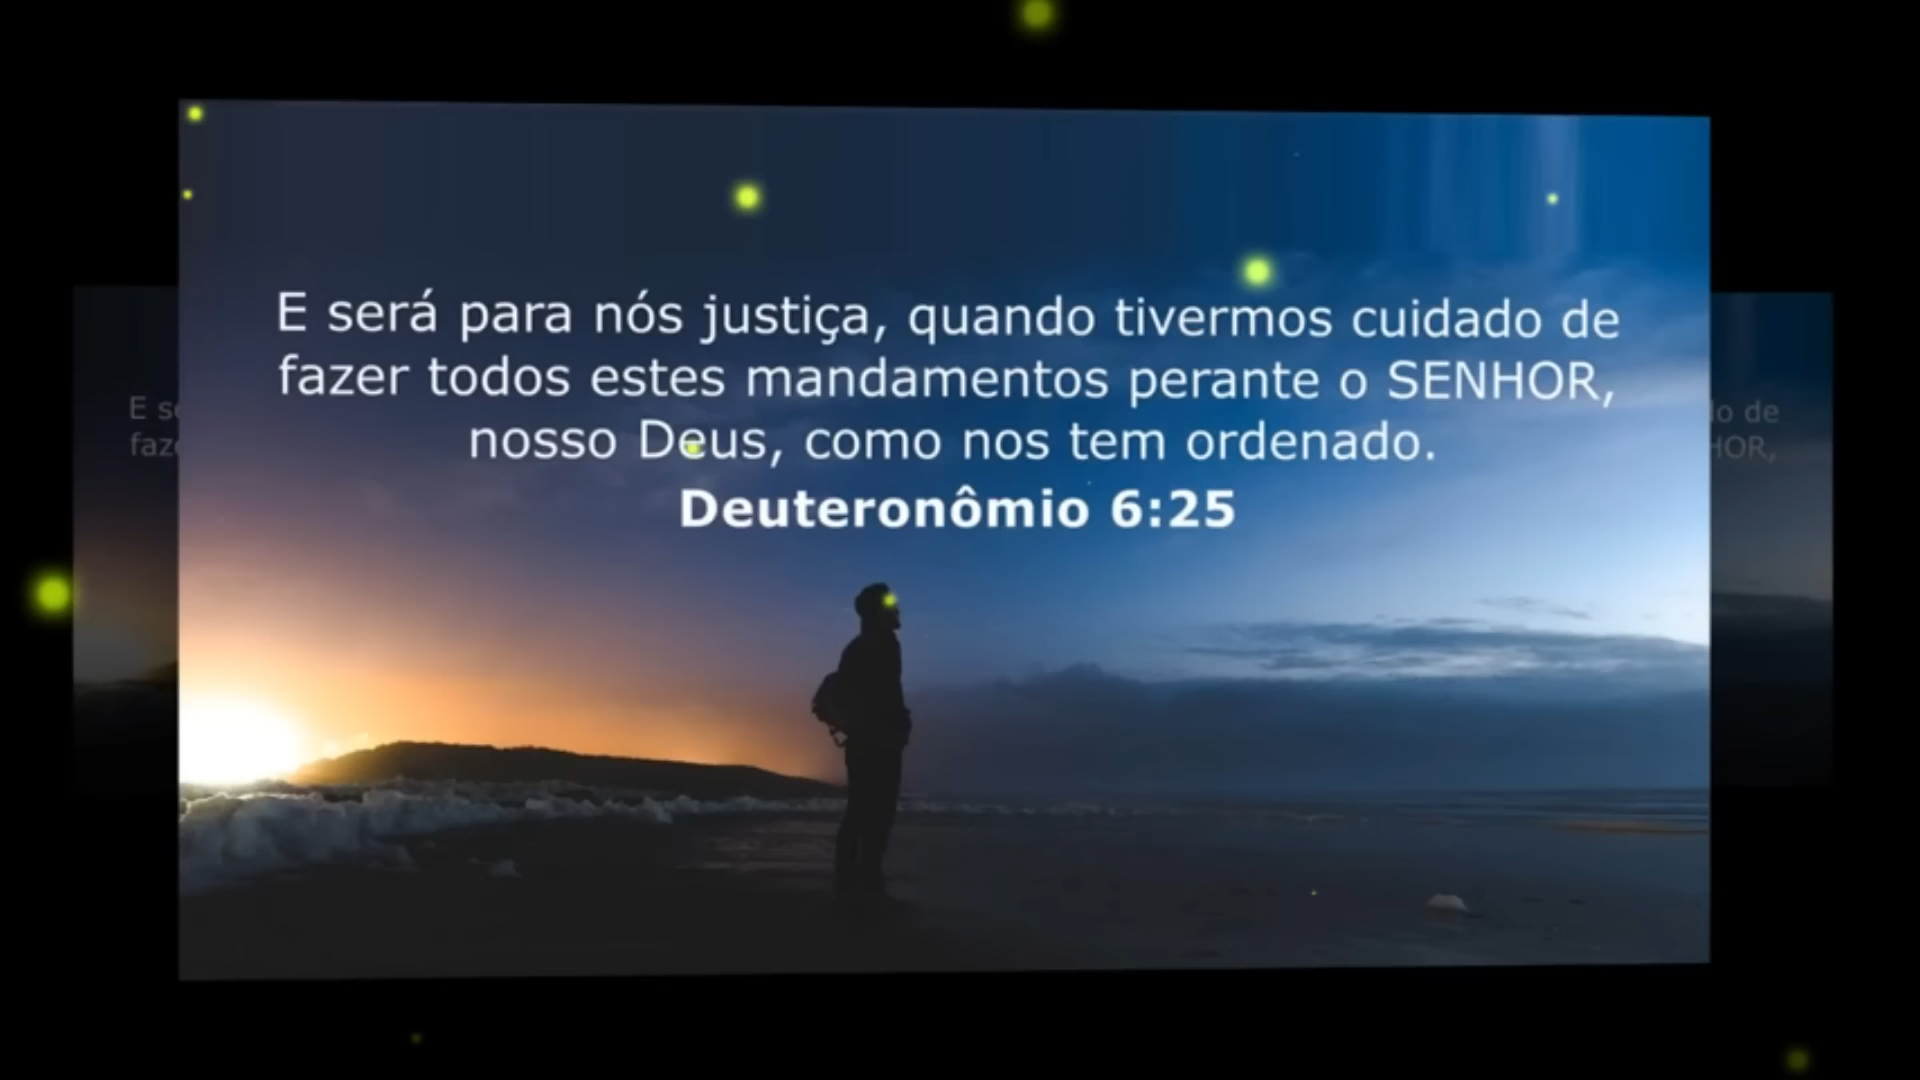 E será para nós justiça, quando tivermos cuidado de
fazer todos estes mandamentos perante o SENHOR,
nosso Deus, como nos tem ordenado.
Deuteronômio 6:25